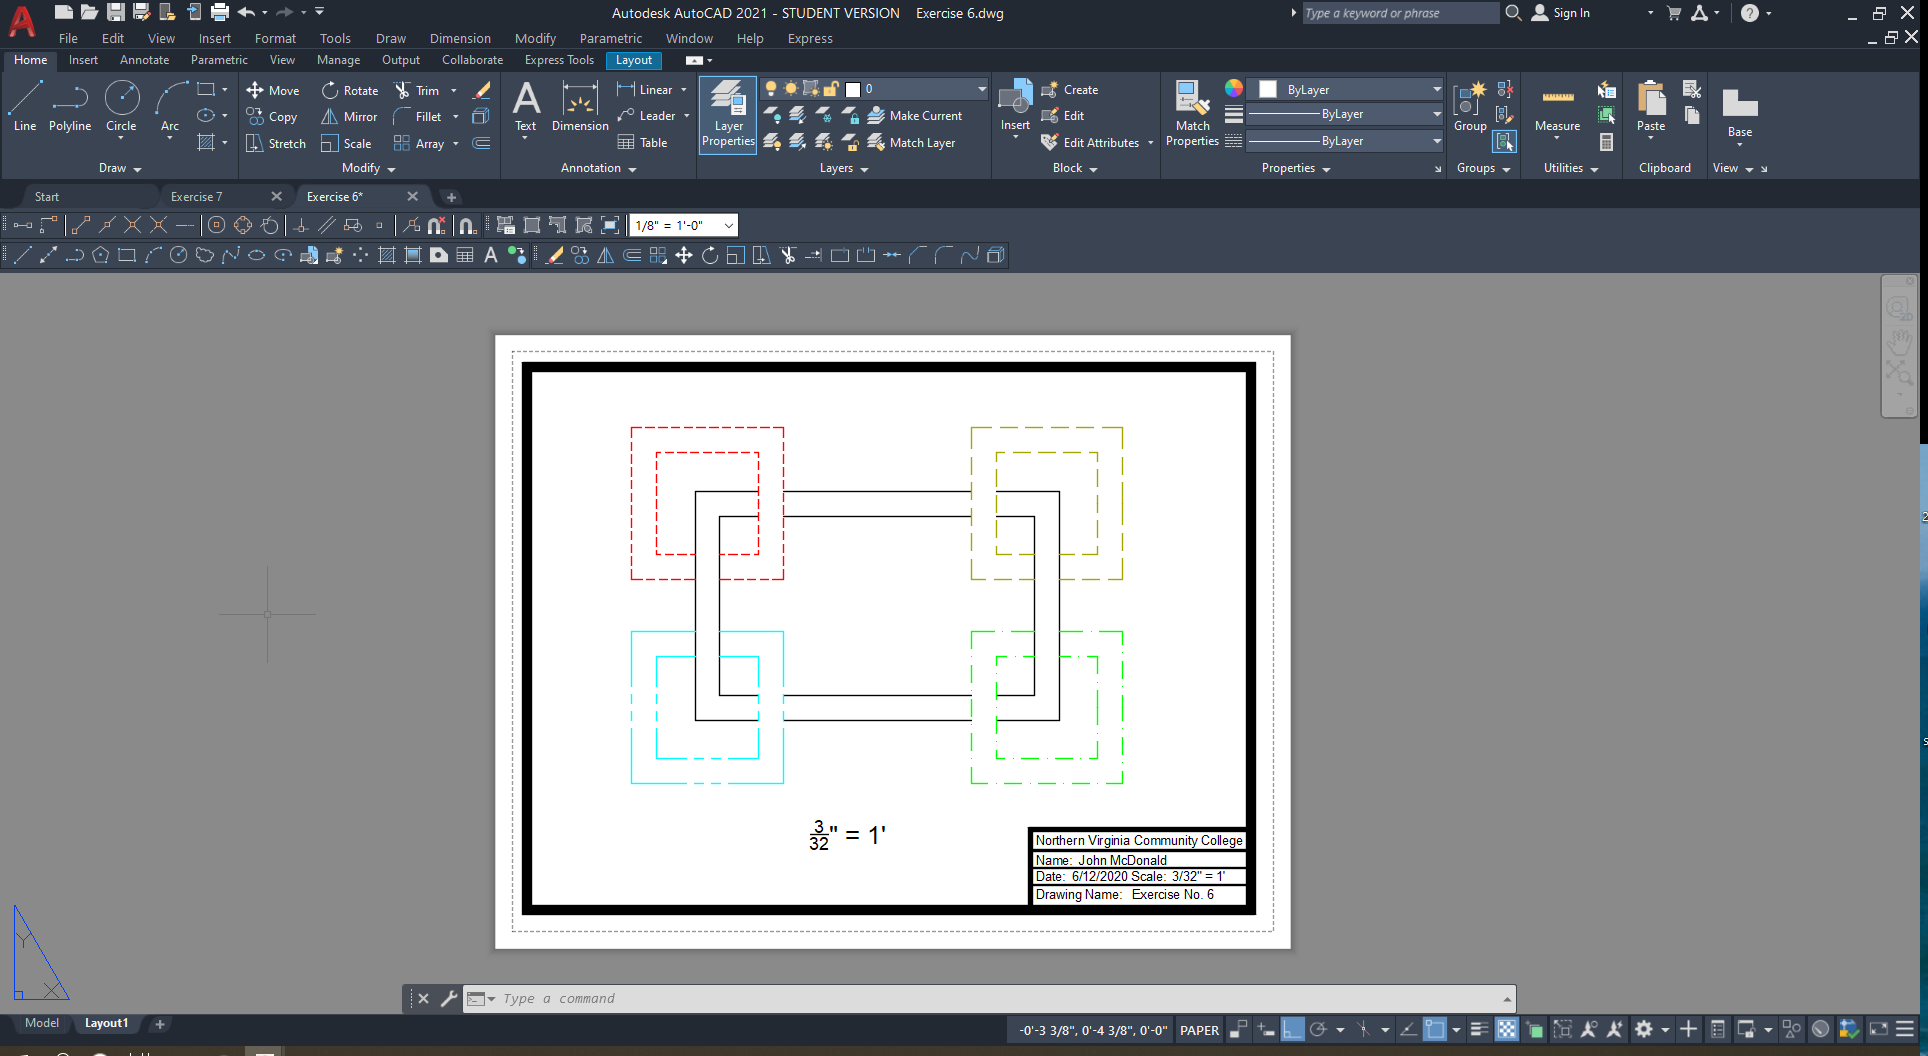 Autodesk AutoCAD 2021 - STUDENT VERSION Exercise 6.dwg
Type a keyword or phrase
Sign In
File Edit View Insert Format Tools Draw Dimension Modify Parametric Window Help Express
Home Insert Annotate Parametric View Manage Output Collaborate Express Tools Layout
Line Polyline Circle Arc
Move Rotate Trim
Copy Mirror Fillet
Stretch Scale Array
Text Dimension
Linear
Leader
Table
Layer Properties
0
Make Current
Match Layer
Insert
Create
Edit
Edit Attributes
Match Properties
ByLayer
ByLayer
ByLayer
Group
Measure
Paste
Base
Draw Modify Annotation Layers Block Properties Groups Utilities Clipboard View
Start Exercise 7 Exercise 6*
1/8" = 1'-0"
3/32" = 1'
Northern Virginia Community College
Name: John McDonald
Date: 6/12/2020 Scale: 3/32" = 1'
Drawing Name: Exercise No. 6
Y
X
Type a command
Model Layout1
-0'-3 3/8", 0'-4 3/8", 0'-0" PAPER